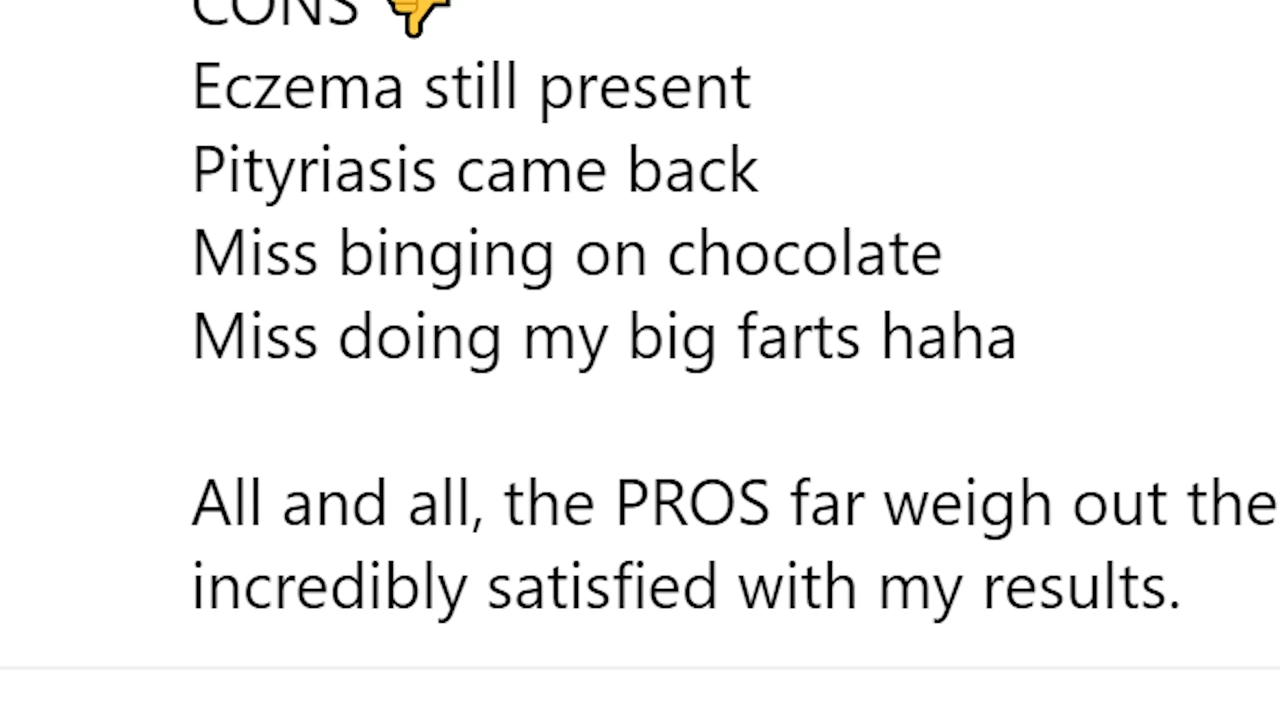 CONS 👎
Eczema still present
Pityriasis came back
Miss binging on chocolate
Miss doing my big farts haha
All and all, the PROS far weigh out the
incredibly satisfied with my results.